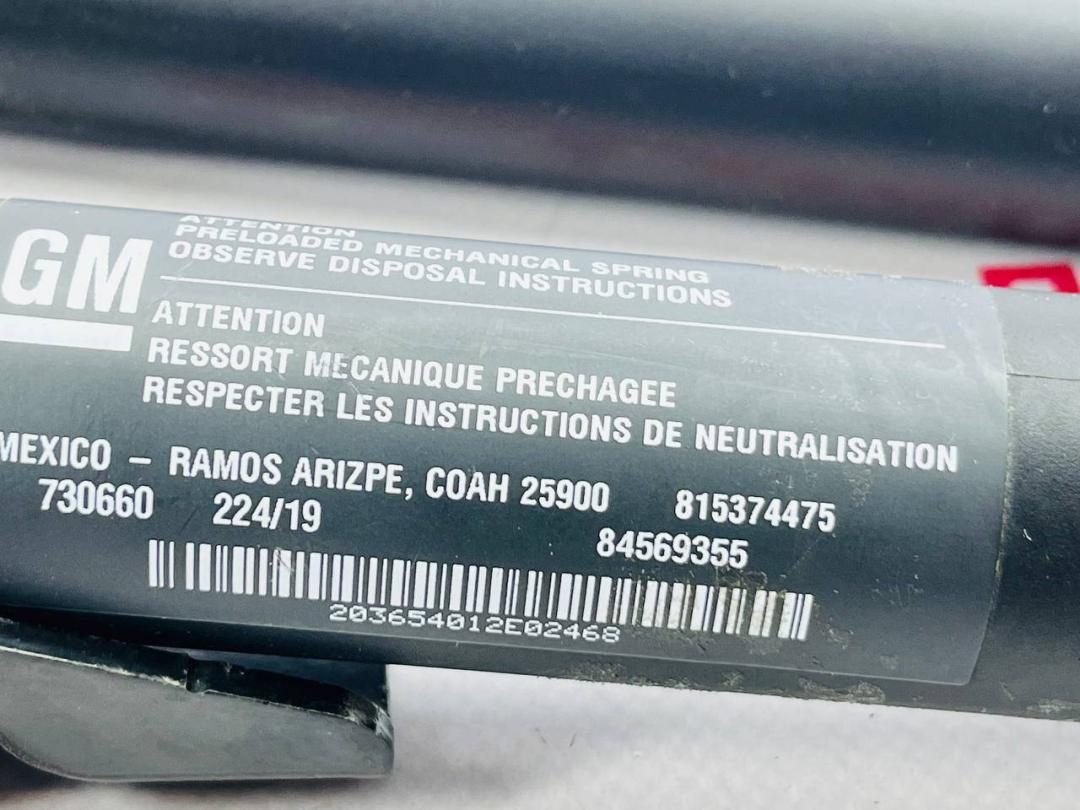 GM
ATTENTION
PRELOADED MECHANICAL SPRING
OBSERVE DISPOSAL INSTRUCTIONS
ATTENTION
RESSORT MECANIQUE PRECHAGEE
RESPECTER LES INSTRUCTIONS DE NEUTRALISATION
MEXICO – RAMOS ARIZPE, COAH 25900 815374475
730660 224/19 84569355
203654012E02468